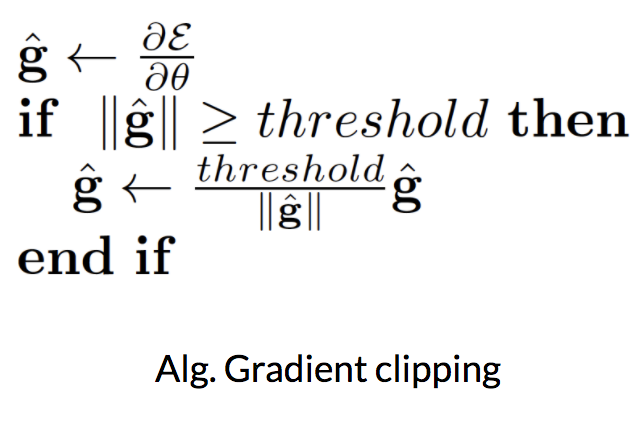 ĝ ← ∂ℰ/∂θ
if ‖ĝ‖ ≥ threshold then
ĝ ← threshold/‖ĝ‖ ĝ
end if
Alg. Gradient clipping